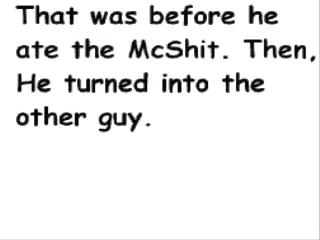 That was before he
ate the McShit. Then,
He turned into the
other guy.